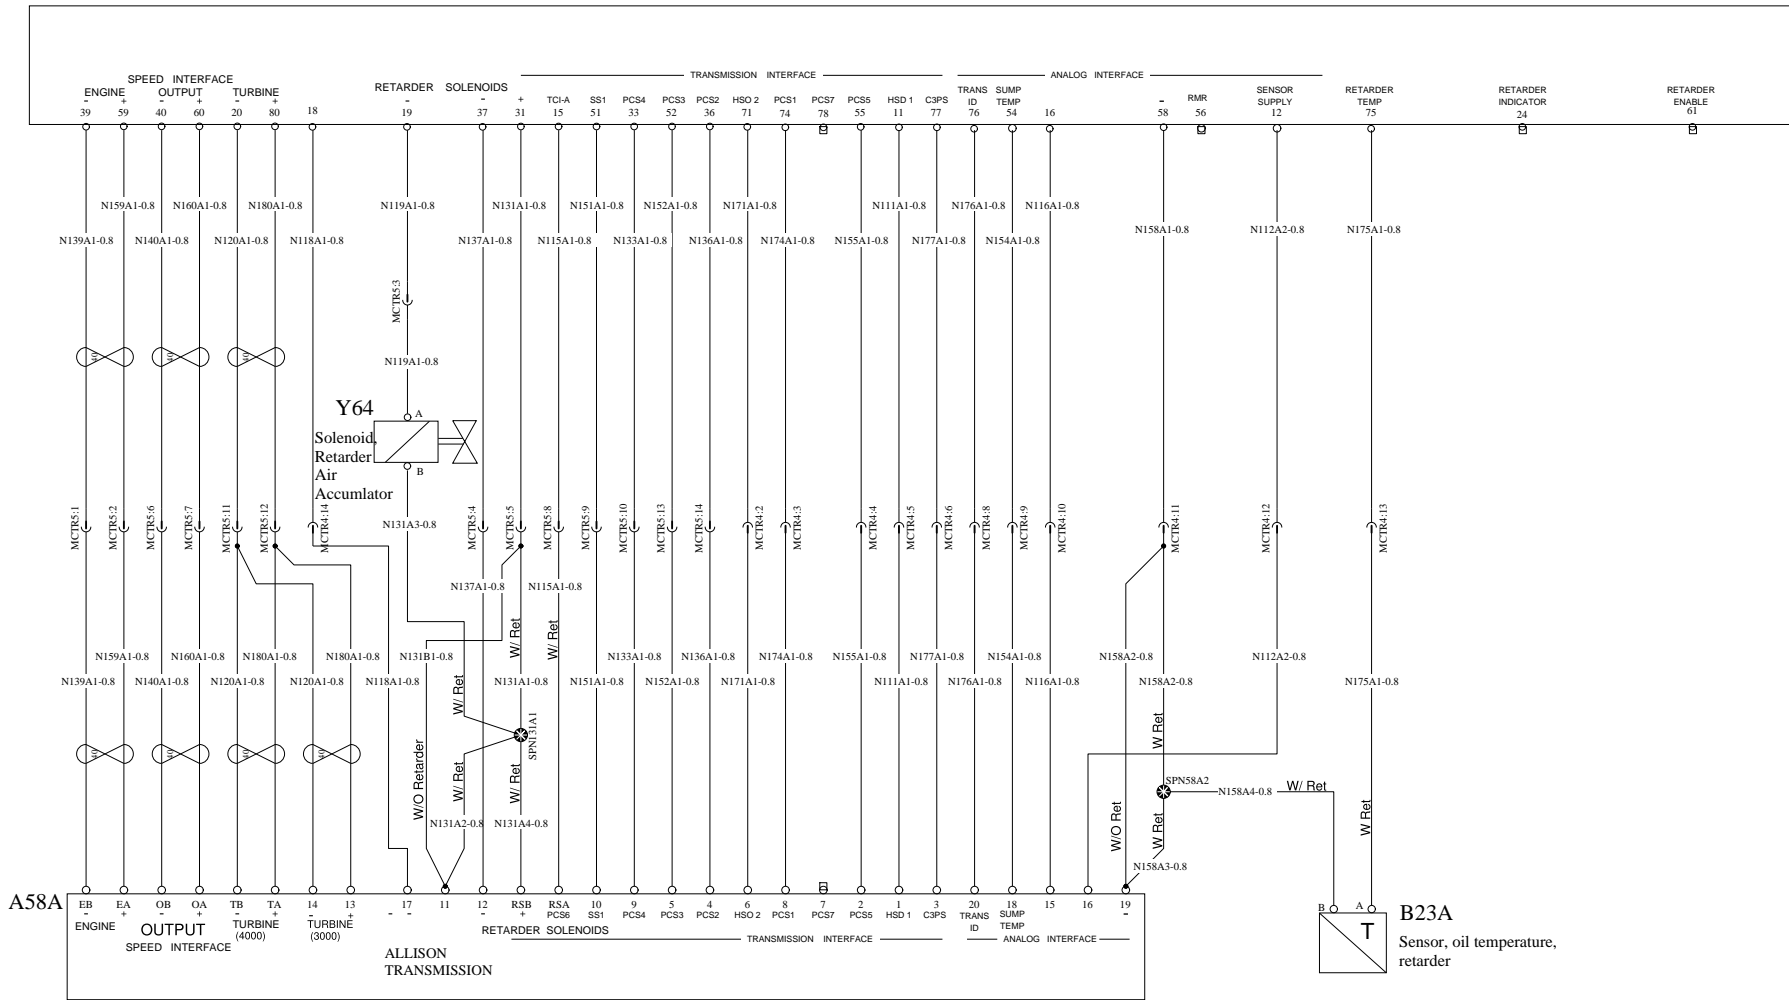 TRANSMISSION INTERFACE
ANALOG INTERFACE
SPEED INTERFACE
RETARDER SOLENOIDS
ENGINE OUTPUT TURBINE
TRANS ID
SUMP TEMP
SENSOR SUPPLY
RETARDER TEMP
RETARDER INDICATOR
RETARDER ENABLE
- + - + - + - - + TCI-A SS1 PCS4 PCS3 PCS2 HSO 2 PCS1 PCS7 PCS5 HSD 1 C3PS - RMR
39 59 40 60 20 80 18 19 37 31 15 51 33 52 36 71 74 78 55 11 77 76 54 16 58 56 12 75 24 61
N159A1-0.8 N160A1-0.8 N180A1-0.8 N119A1-0.8 N131A1-0.8 N151A1-0.8 N152A1-0.8 N171A1-0.8 N111A1-0.8 N176A1-0.8 N116A1-0.8
N158A1-0.8 N112A2-0.8 N175A1-0.8
N139A1-0.8 N140A1-0.8 N120A1-0.8 N118A1-0.8 N137A1-0.8 N115A1-0.8 N133A1-0.8 N136A1-0.8 N174A1-0.8 N155A1-0.8 N177A1-0.8 N154A1-0.8
MCTR5:3
40 40 40
N119A1-0.8
Y64
A
Solenoid,
Retarder
Air
Accumlator
B
MCTR5:1 MCTR5:2 MCTR5:6 MCTR5:7 MCTR5:11 MCTR5:12 MCTR4:14 MCTR5:4 MCTR5:5 MCTR5:8 MCTR5:9 MCTR5:10 MCTR5:13 MCTR5:14 MCTR4:2 MCTR4:3 MCTR4:4 MCTR4:5 MCTR4:6 MCTR4:8 MCTR4:9 MCTR4:10 MCTR4:11 MCTR4:12 MCTR4:13
N131A3-0.8
N137A1-0.8 N115A1-0.8
W/ Ret W/ Ret
N159A1-0.8 N160A1-0.8 N180A1-0.8 N180A1-0.8 N131B1-0.8 N133A1-0.8 N136A1-0.8 N174A1-0.8 N155A1-0.8 N177A1-0.8 N154A1-0.8 N158A2-0.8 N112A2-0.8
N139A1-0.8 N140A1-0.8 N120A1-0.8 N120A1-0.8 N118A1-0.8 N131A1-0.8 N151A1-0.8 N152A1-0.8 N171A1-0.8 N111A1-0.8 N176A1-0.8 N116A1-0.8 N158A2-0.8 N175A1-0.8
W/ Ret
SPN131A1
W Ret
40 40 40 40
W/O Retarder
W/ Ret
W/ Ret
SPN58A2
N158A4-0.8
W/ Ret
N131A2-0.8 N131A4-0.8
W/O Ret
W Ret
W Ret
N158A3-0.8
A58A
EB EA OB OA TB TA 14 13 17 11 12 RSB RSA 10 9 5 4 6 8 7 2 1 3 20 18 15 16 19
- + - + - + - + - - - + PCS6 SS1 PCS4 PCS3 PCS2 HSO 2 PCS1 PCS7 PCS5 HSD 1 C3PS TRANS ID SUMP TEMP -
ENGINE
OUTPUT
SPEED INTERFACE
TURBINE
(4000)
TURBINE
(3000)
RETARDER SOLENOIDS
TRANSMISSION INTERFACE
ANALOG INTERFACE
ALLISON
TRANSMISSION
B A
T
B23A
Sensor, oil temperature,
retarder